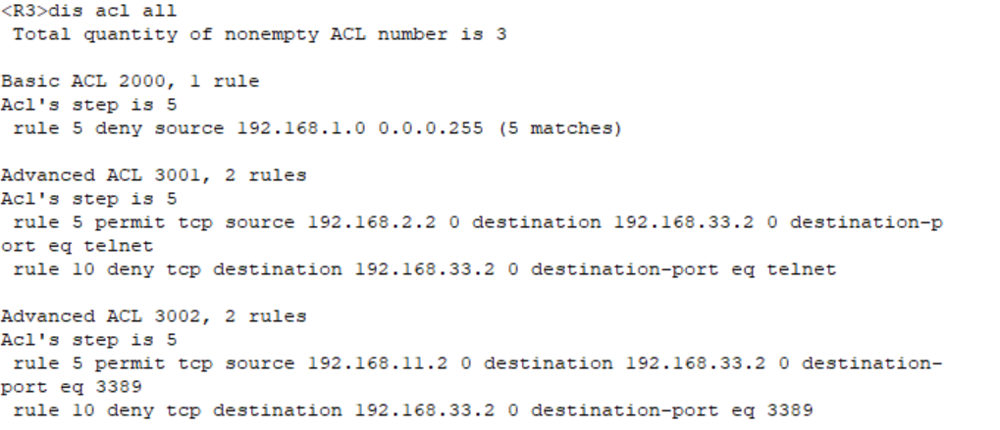 <R3>dis acl all
Total quantity of nonempty ACL number is 3
Basic ACL 2000, 1 rule
Acl's step is 5
rule 5 deny source 192.168.1.0 0.0.0.255 (5 matches)
Advanced ACL 3001, 2 rules
Acl's step is 5
rule 5 permit tcp source 192.168.2.2 0 destination 192.168.33.2 0 destination-p
ort eq telnet
rule 10 deny tcp destination 192.168.33.2 0 destination-port eq telnet
Advanced ACL 3002, 2 rules
Acl's step is 5
rule 5 permit tcp source 192.168.11.2 0 destination 192.168.33.2 0 destination-
port eq 3389
rule 10 deny tcp destination 192.168.33.2 0 destination-port eq 3389